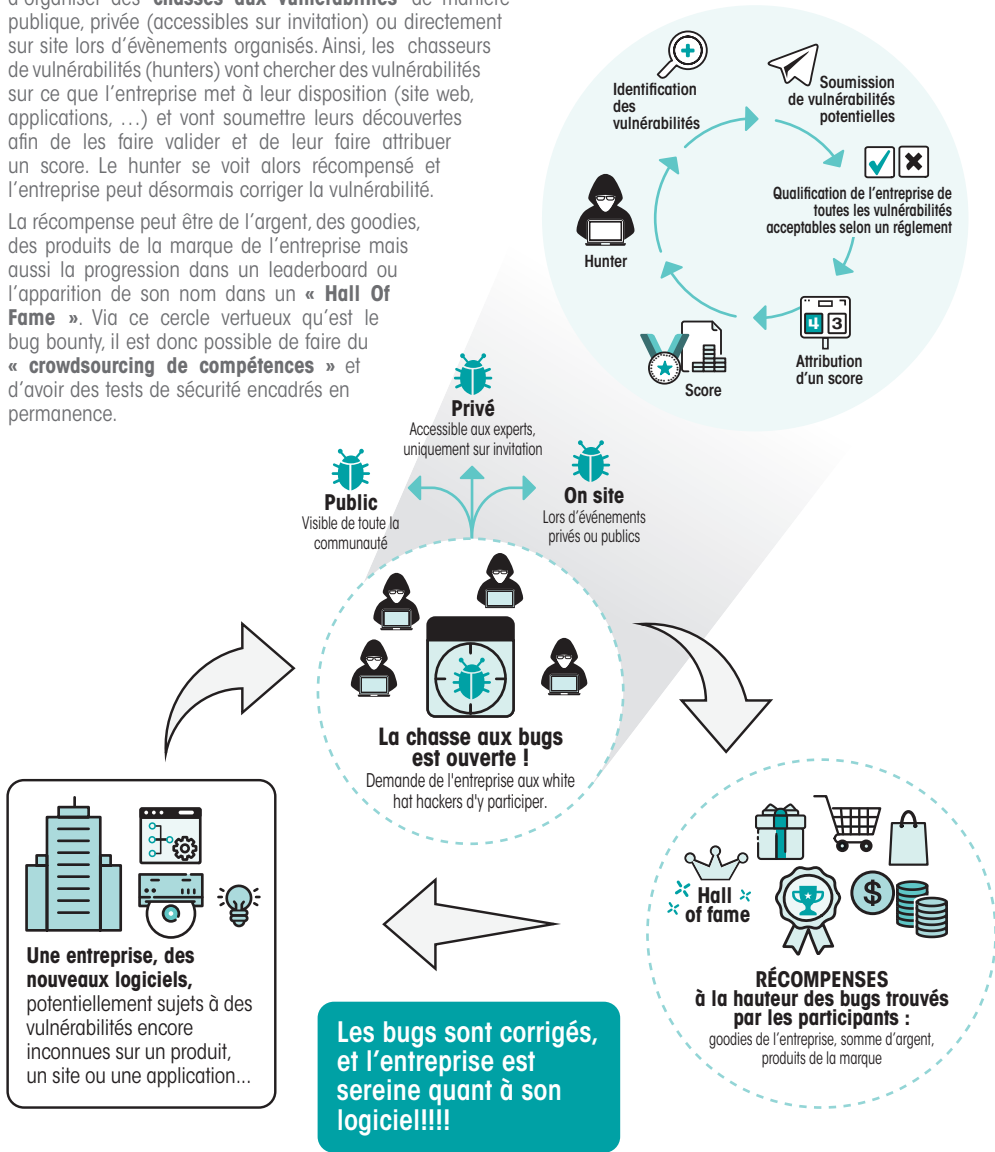 d'organiser des chasses aux vulnérabilités de manière
publique, privée (accessibles sur invitation) ou directement
sur site lors d'évènements organisés. Ainsi, les chasseurs
de vulnérabilités (hunters) vont chercher des vulnérabilités
sur ce que l'entreprise met à leur disposition (site web,
applications, …) et vont soumettre leurs découvertes
afin de les faire valider et de leur faire attribuer
un score. Le hunter se voit alors récompensé et
l'entreprise peut désormais corriger la vulnérabilité.
La récompense peut être de l'argent, des goodies,
des produits de la marque de l'entreprise mais
aussi la progression dans un leaderboard ou
l'apparition de son nom dans un « Hall Of
Fame ». Via ce cercle vertueux qu'est le
bug bounty, il est donc possible de faire du
« crowdsourcing de compétences » et
d'avoir des tests de sécurité encadrés en
permanence.
Identification
des
vulnérabilités
Soumission
de vulnérabilités
potentielles
Qualification de l'entreprise de
toutes les vulnérabilités
acceptables selon un réglement
4 3
Attribution
d'un score
Score
Hunter
Privé
Accessible aux experts,
uniquement sur invitation
Public
Visible de toute la
communauté
On site
Lors d'événements
privés ou publics
La chasse aux bugs
est ouverte !
Demande de l'entreprise aux white
hat hackers d'y participer.
Une entreprise, des
nouveaux logiciels,
potentiellement sujets à des
vulnérabilités encore
inconnues sur un produit,
un site ou une application...
Hall
of fame
$
RÉCOMPENSES
à la hauteur des bugs trouvés
par les participants :
goodies de l'entreprise, somme d'argent,
produits de la marque
Les bugs sont corrigés,
et l'entreprise est
sereine quant à son
logiciel!!!!